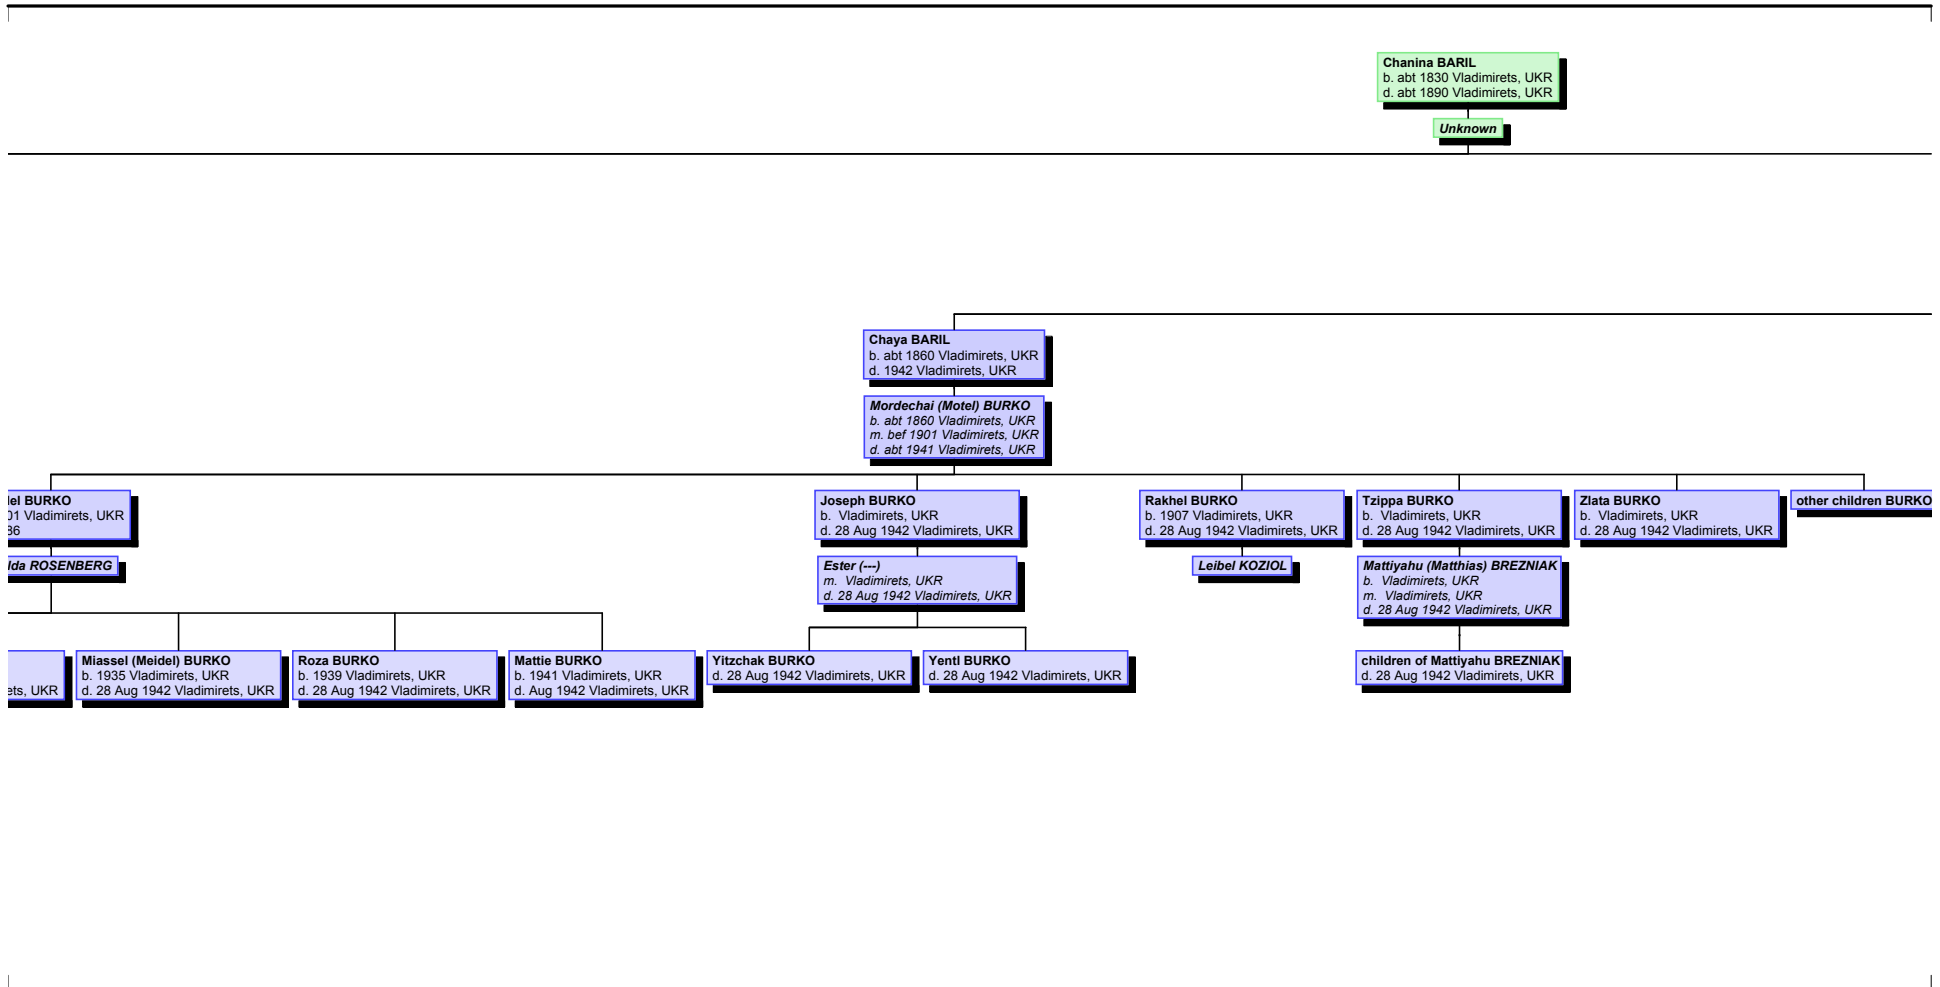 Chanina BARIL
b. abt 1830 Vladimirets, UKR
d. abt 1890 Vladimirets, UKR
Unknown
Chaya BARIL
b. abt 1860 Vladimirets, UKR
d. 1942 Vladimirets, UKR
Mordechai (Motel) BURKO
b. abt 1860 Vladimirets, UKR
m. bef 1901 Vladimirets, UKR
d. abt 1941 Vladimirets, UKR
BURKO
01 Vladimirets, UKR
36
ROSENBERG
Joseph BURKO
b. Vladimirets, UKR
d. 28 Aug 1942 Vladimirets, UKR
Ester (---)
m. Vladimirets, UKR
d. 28 Aug 1942 Vladimirets, UKR
Rakhel BURKO
b. 1907 Vladimirets, UKR
d. 28 Aug 1942 Vladimirets, UKR
Leibel KOZIOL
Tzippa BURKO
b. Vladimirets, UKR
d. 28 Aug 1942 Vladimirets, UKR
Mattiyahu (Matthias) BREZNIAK
b. Vladimirets, UKR
m. Vladimirets, UKR
d. 28 Aug 1942 Vladimirets, UKR
Zlata BURKO
b. Vladimirets, UKR
d. 28 Aug 1942 Vladimirets, UKR
other children BURKO
UKR
Miassel (Meidel) BURKO
b. 1935 Vladimirets, UKR
d. 28 Aug 1942 Vladimirets, UKR
Roza BURKO
b. 1939 Vladimirets, UKR
d. 28 Aug 1942 Vladimirets, UKR
Mattie BURKO
b. 1941 Vladimirets, UKR
d. Aug 1942 Vladimirets, UKR
Yitzchak BURKO
d. 28 Aug 1942 Vladimirets, UKR
Yentl BURKO
d. 28 Aug 1942 Vladimirets, UKR
children of Mattiyahu BREZNIAK
d. 28 Aug 1942 Vladimirets, UKR